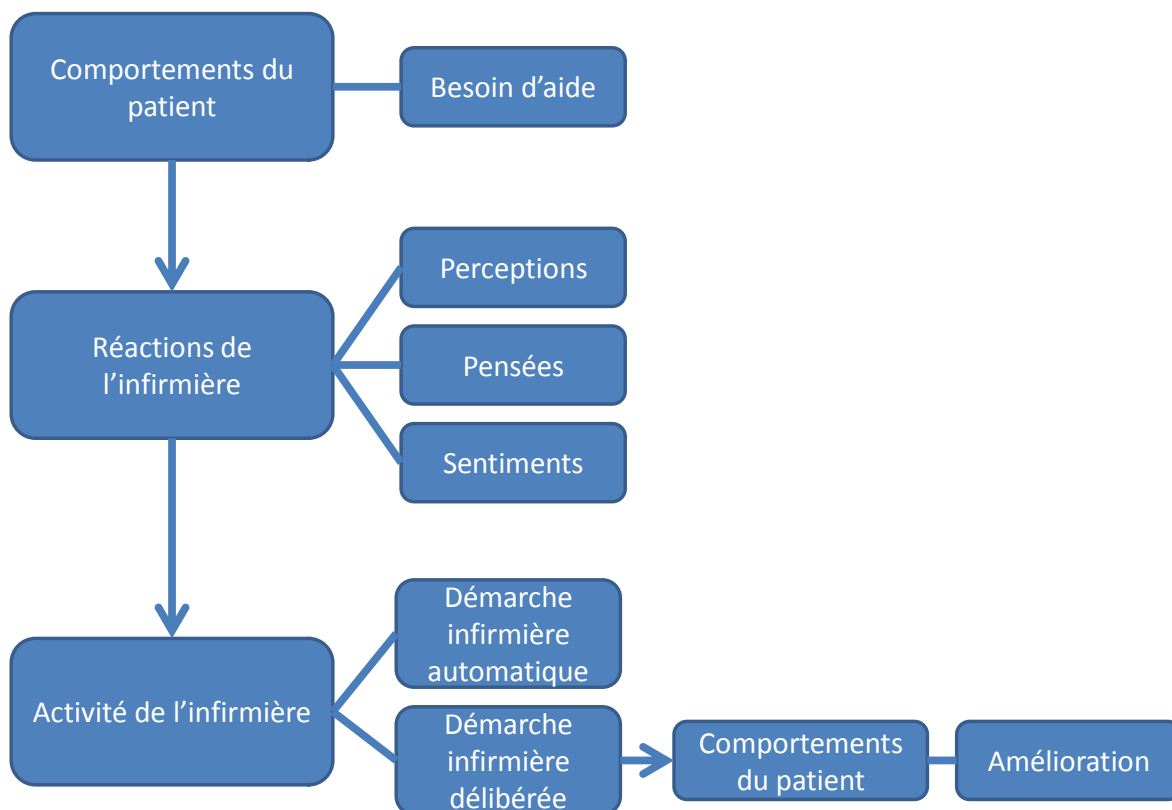 Comportements du
patient
Besoin d’aide
Réactions de
l’infirmière
Perceptions
Pensées
Sentiments
Activité de l’infirmière
Démarche
infirmière
automatique
Démarche
infirmière
délibérée
Comportements
du patient
Amélioration